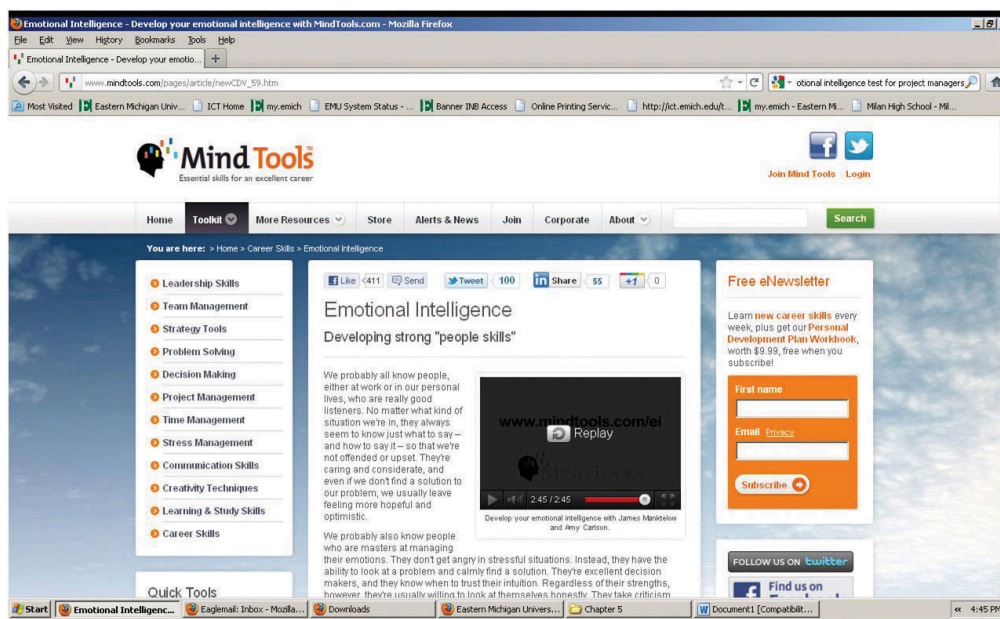 Emotional Intelligence - Develop your emotional intelligence with MindTools.com - Mozilla Firefox
File Edit View History Bookmarks Tools Help
Emotional Intelligence - Develop your emotio... +
www.mindtools.com/pages/article/newCDV_59.htm
otional intelligence test for project managers
Most Visited Eastern Michigan Univ... ICT Home my.emich EMU System Status - ... Banner INB Access Online Printing Servic... http://ict.emich.edu/t... my.emich - Eastern Mi... Milan High School - Mil...
Mind Tools
Essential skills for an excellent career
Join Mind Tools Login
Home Toolkit More Resources Store Alerts & News Join Corporate About Search
You are here: > Home > Career Skills > Emotional Intelligence
Leadership Skills
Team Management
Strategy Tools
Problem Solving
Decision Making
Project Management
Time Management
Stress Management
Communication Skills
Creativity Techniques
Learning & Study Skills
Career Skills
Quick Tools
Like 411 Send Tweet 100 in Share 55 +1 0
Emotional Intelligence
Developing strong "people skills"
We probably all know people,
either at work or in our personal
lives, who are really good
listeners. No matter what kind of
situation we're in, they always
seem to know just what to say –
and how to say it – so that we're
not offended or upset. They're
caring and considerate, and
even if we don't find a solution to
our problem, we usually leave
feeling more hopeful and
optimistic.
www.mindtools.com/ei
Replay
MIND TOOLS
2:45 / 2:45
Develop your emotional intelligence with James Manktelow
and Amy Carlson.
We probably also know people
who are masters at managing
their emotions. They don't get angry in stressful situations. Instead, they have the
ability to look at a problem and calmly find a solution. They're excellent decision
makers, and they know when to trust their intuition. Regardless of their strengths,
however, they're usually willing to look at themselves honestly. They take criticism
Free eNewsletter
Learn new career skills every
week, plus get our Personal
Development Plan Workbook,
worth $9.99, free when you
subscribe!
First name
Email Privacy
Subscribe
FOLLOW US ON twitter
f Find us on
Start Emotional Intelligenc... Eaglemail: Inbox - Mozilla... Downloads Eastern Michigan Univers... Chapter 5 Document1 [Compatibilit... « 4:45 PM